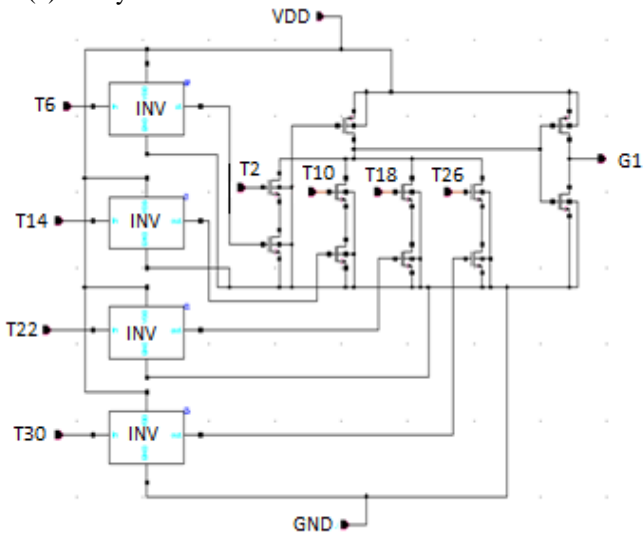 VDD
T6
INV
T2
T10
T18
T26
G1
T14
INV
T22
INV
T30
INV
GND